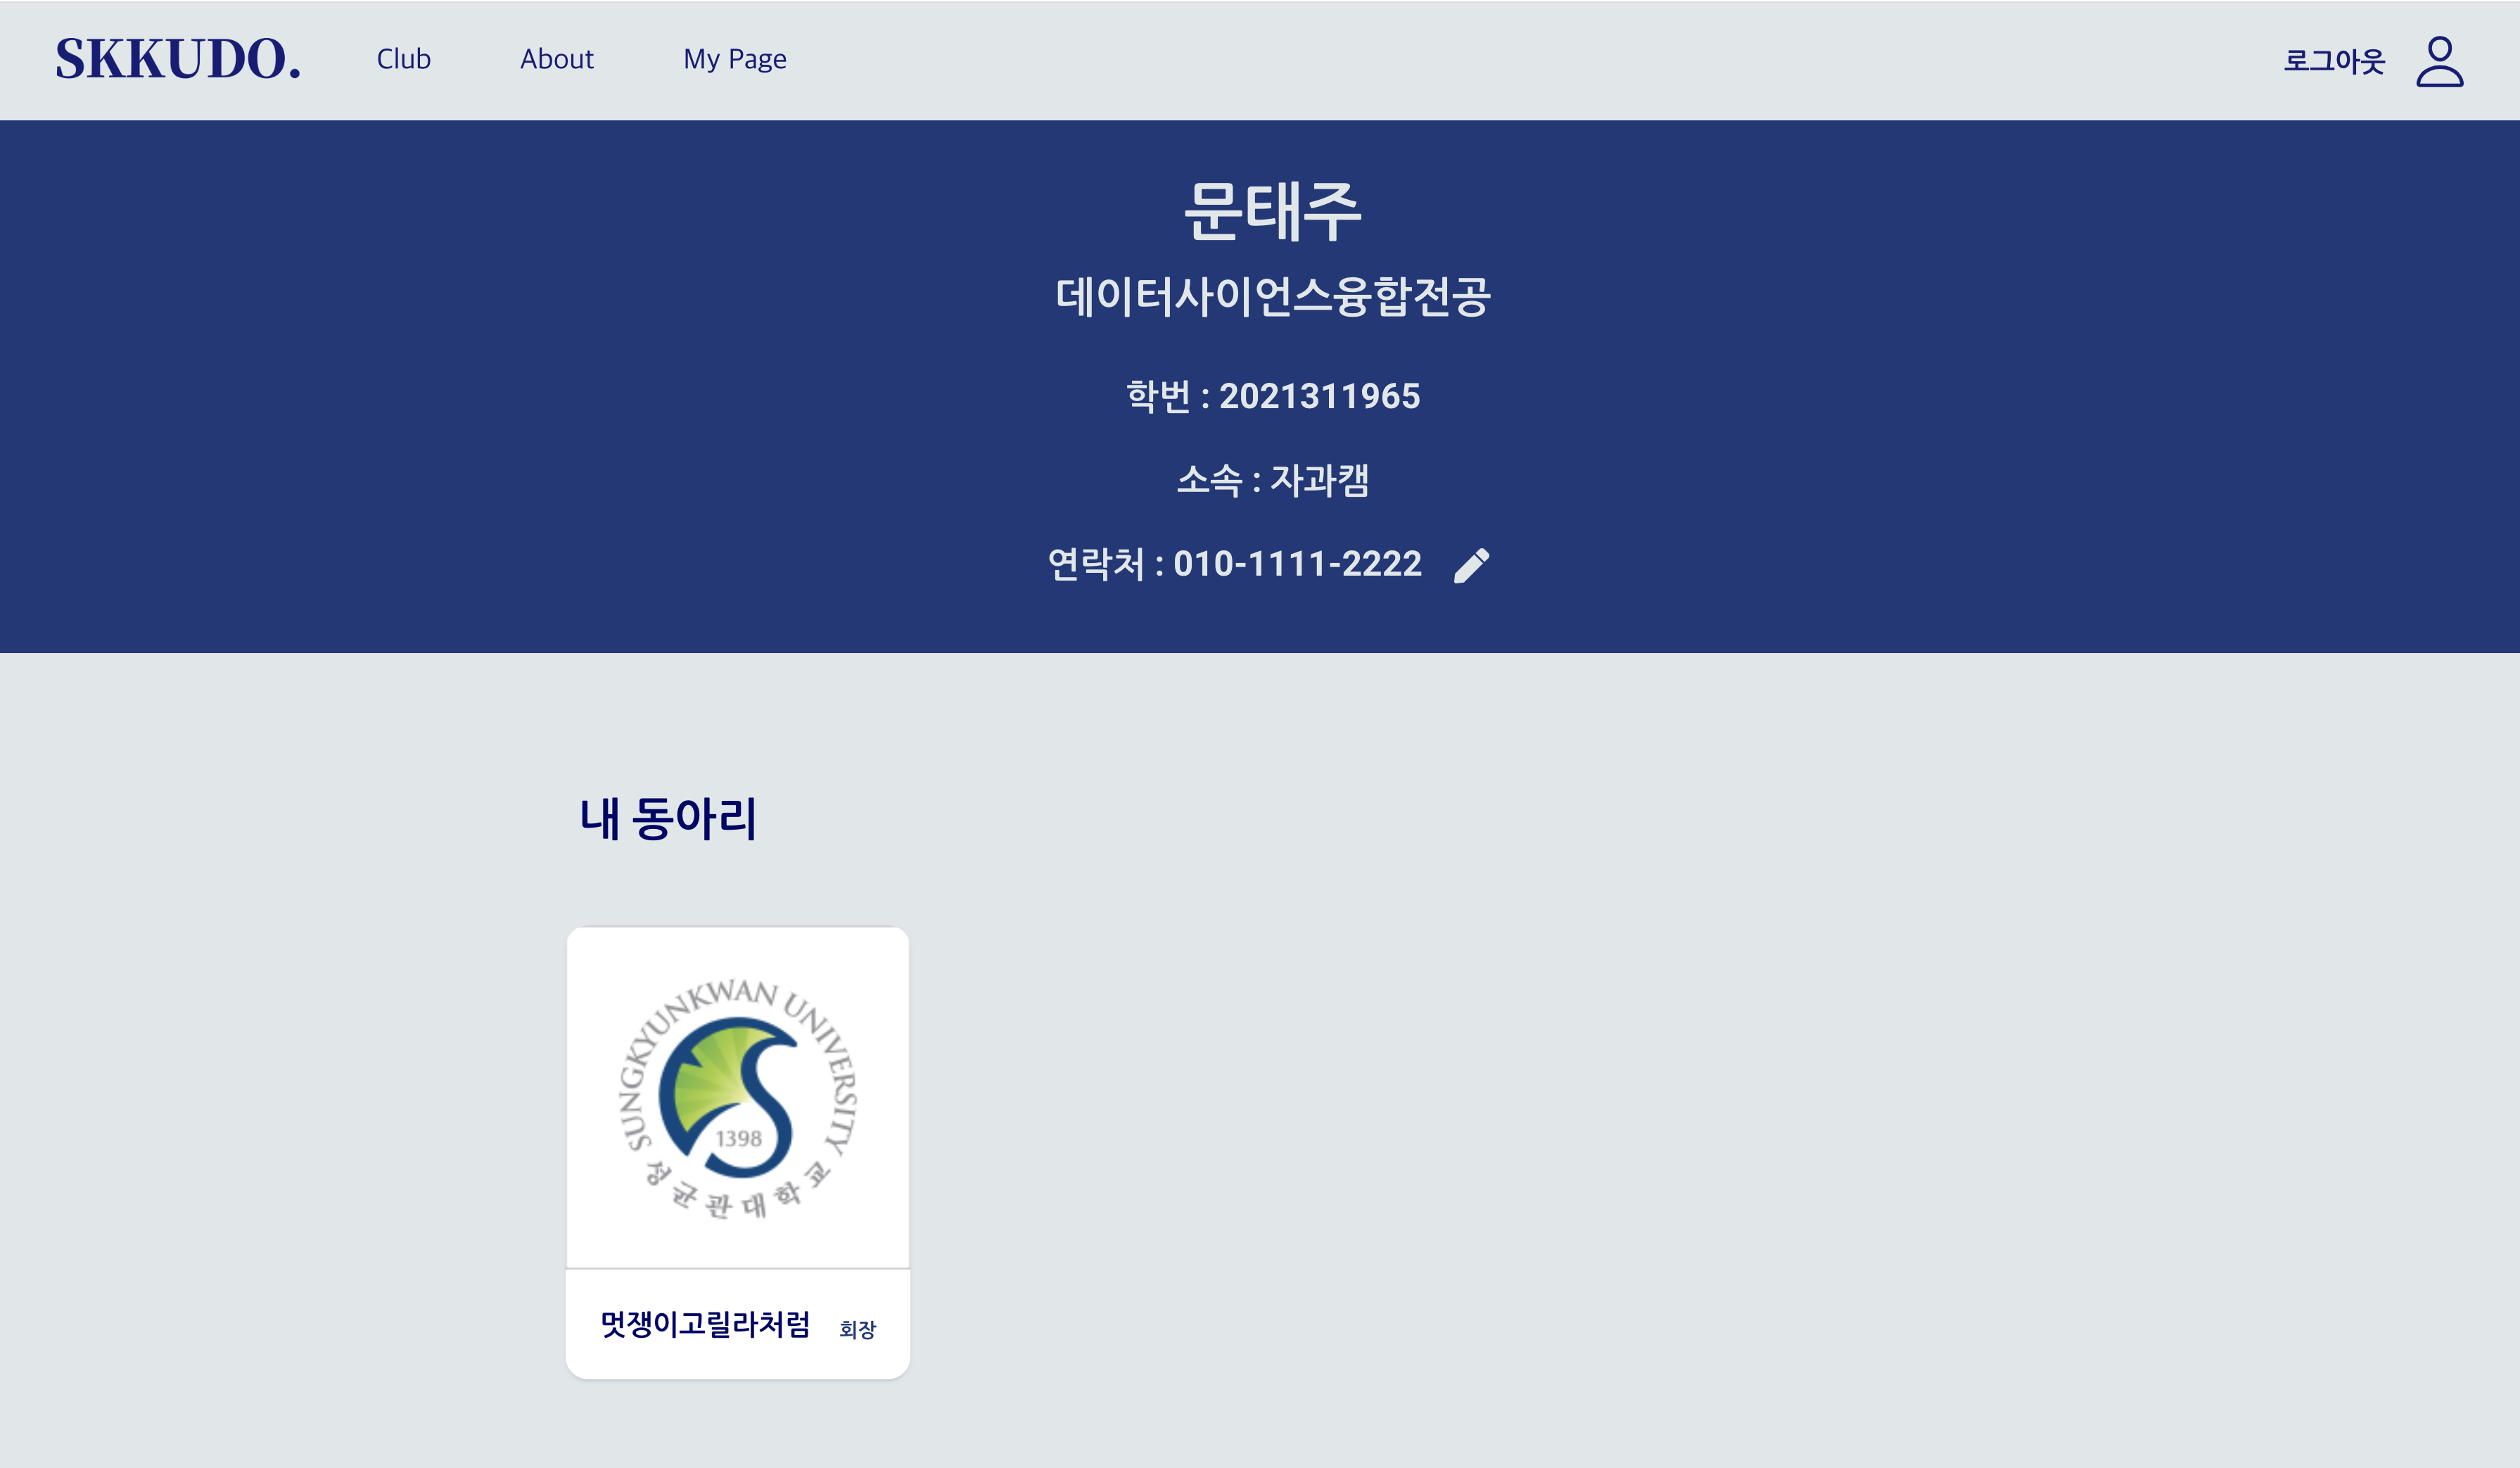 SKKUDO.
Club
About
My Page
로그아웃
문태주
데이터사이언스융합전공
학번 : 2021311965
소속 : 자과캠
연락처 : 010-1111-2222
내 동아리
SUNGKYUNKWAN UNIVERSITY
1398
성균관대학교
멋쟁이고릴라처럼
회장